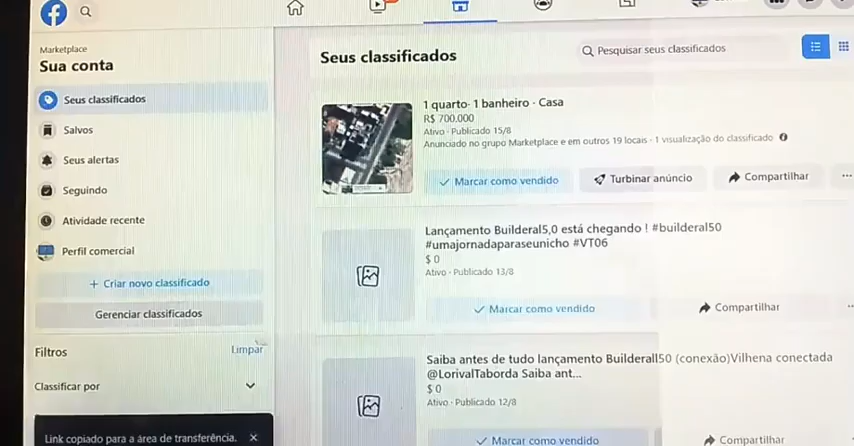 Marketplace
Sua conta
Seus classificados
Salvos
Seus alertas
Seguindo
Atividade recente
Perfil comercial
+ Criar novo classificado
Gerenciar classificados
Filtros
Limpar
Classificar por
Link copiado para a área de transferência.
Seus classificados
Pesquisar seus classificados
1 quarto· 1 banheiro · Casa
R$ 700.000
Ativo · Publicado 15/8
Anunciado no grupo Marketplace e em outros 19 locais · 1 visualização do classificado
Marcar como vendido
Turbinar anúncio
Compartilhar
Lançamento Builderal5,0 está chegando ! #builderal50
#umajornadaparaseunicho #VT06
$ 0
Ativo · Publicado 13/8
Marcar como vendido
Compartilhar
Saiba antes de tudo lançamento Builderall50 (conexão)Vilhena conectada
@LorivalTaborda Saiba ant...
$ 0
Ativo · Publicado 12/8
Marcar como vendido
Compartilhar